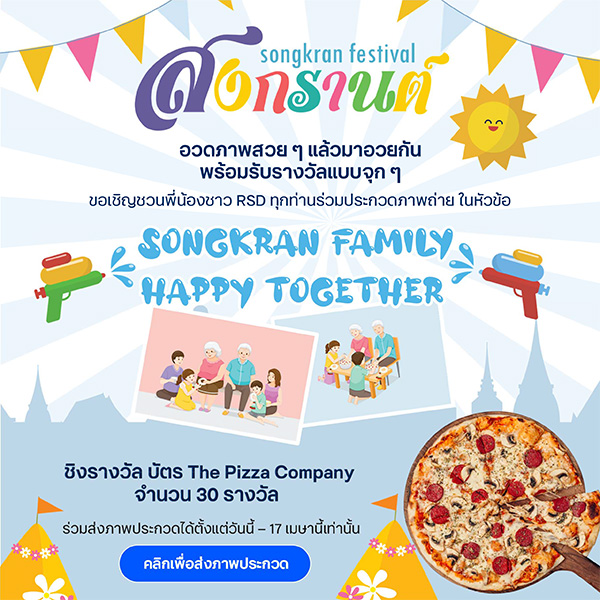 songkran festival
สงกรานต์
อวดภาพสวย ๆ แล้วมาอวยกัน
พร้อมรับรางวัลแบบจุก ๆ
ขอเชิญชวนพี่น้องชาว RSD ทุกท่านร่วมประกวดภาพถ่าย ในหัวข้อ
SONGKRAN FAMILY
HAPPY TOGETHER
ชิงรางวัล บัตร The Pizza Company
จำนวน 30 รางวัล
ร่วมส่งภาพประกวดได้ตั้งแต่วันนี้ – 17 เมษานี้เท่านั้น
คลิกเพื่อส่งภาพประกวด